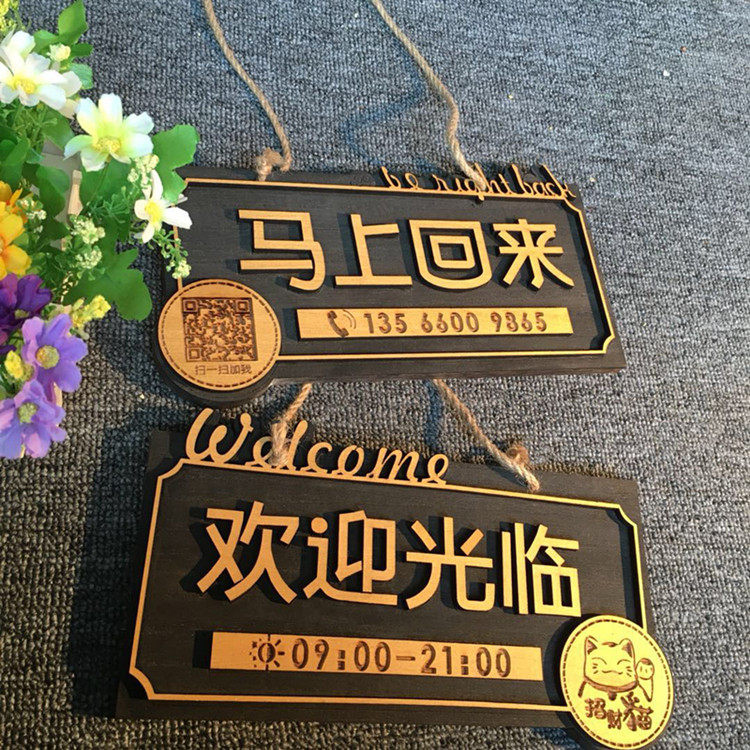 be right back
马上回来
135 6600 9365
扫一扫加我
Welcome
欢迎光临
09:00-21:00
招财猫